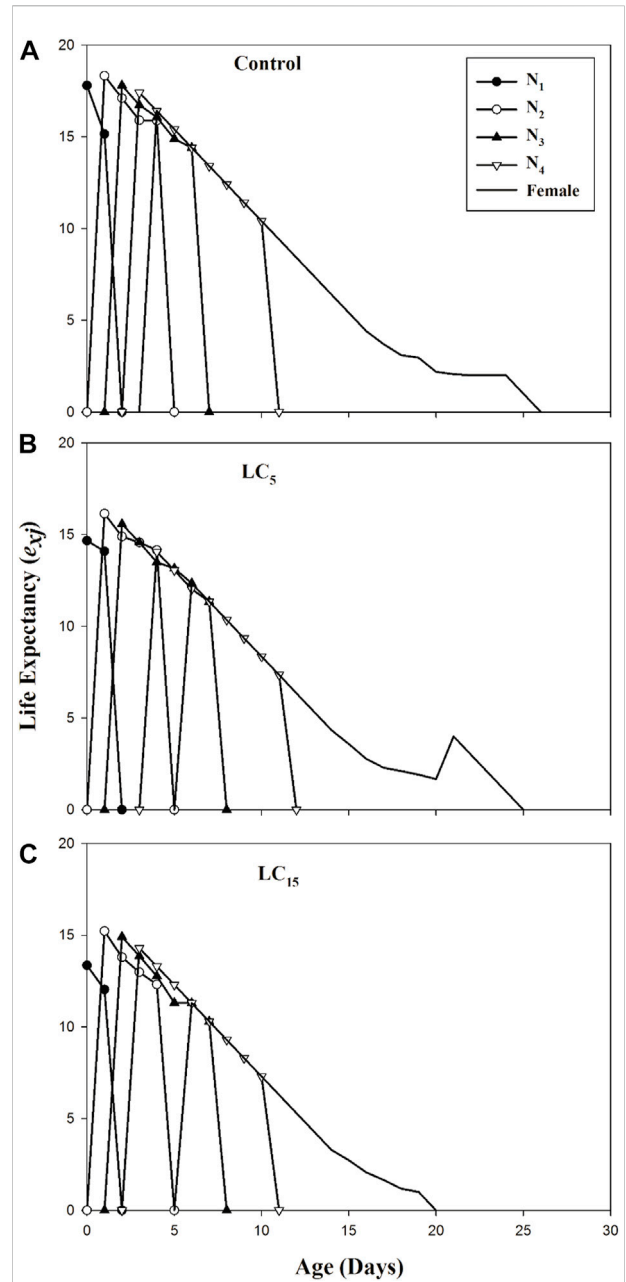 A
Control
N₁
N₂
N₃
N₄
Female
20
15
10
5
0
B
LC₅
20
15
10
5
0
Life Expectancy (eₓⱼ)
C
LC₁₅
20
15
10
5
0
0 5 10 15 20 25 30
Age (Days)